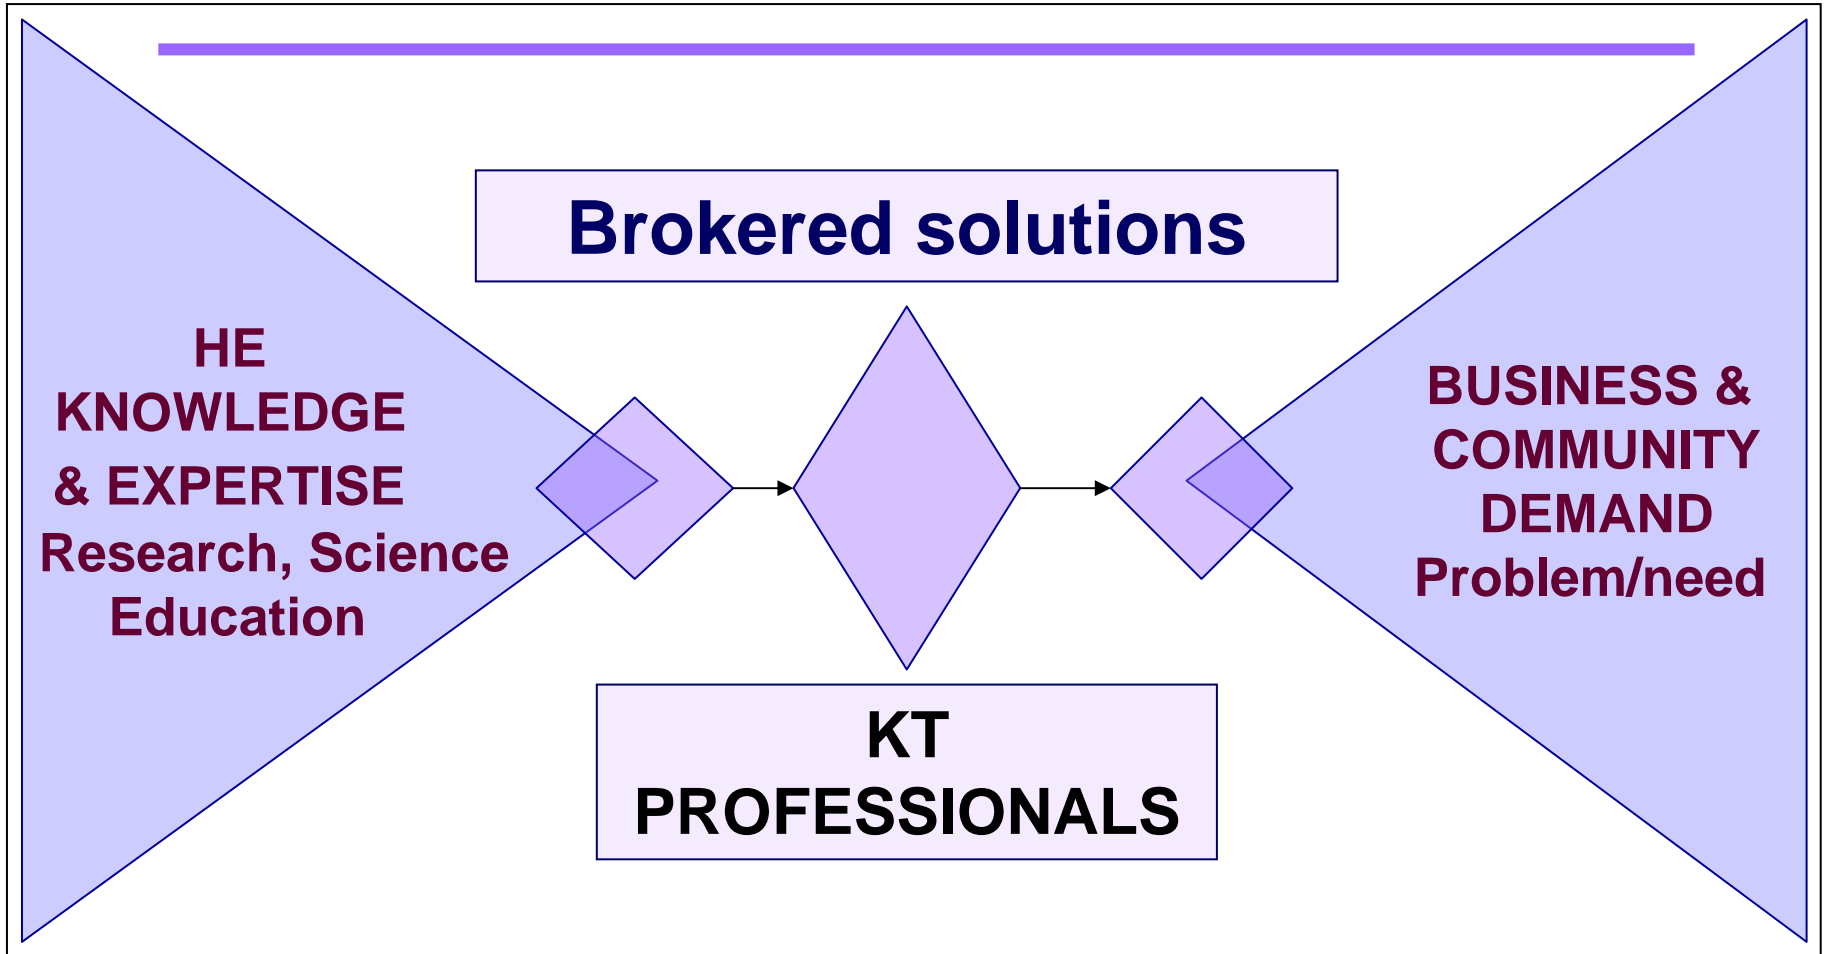 Brokered solutions
HE
KNOWLEDGE
& EXPERTISE
Research, Science
Education
BUSINESS &
COMMUNITY
DEMAND
Problem/need
KT
PROFESSIONALS